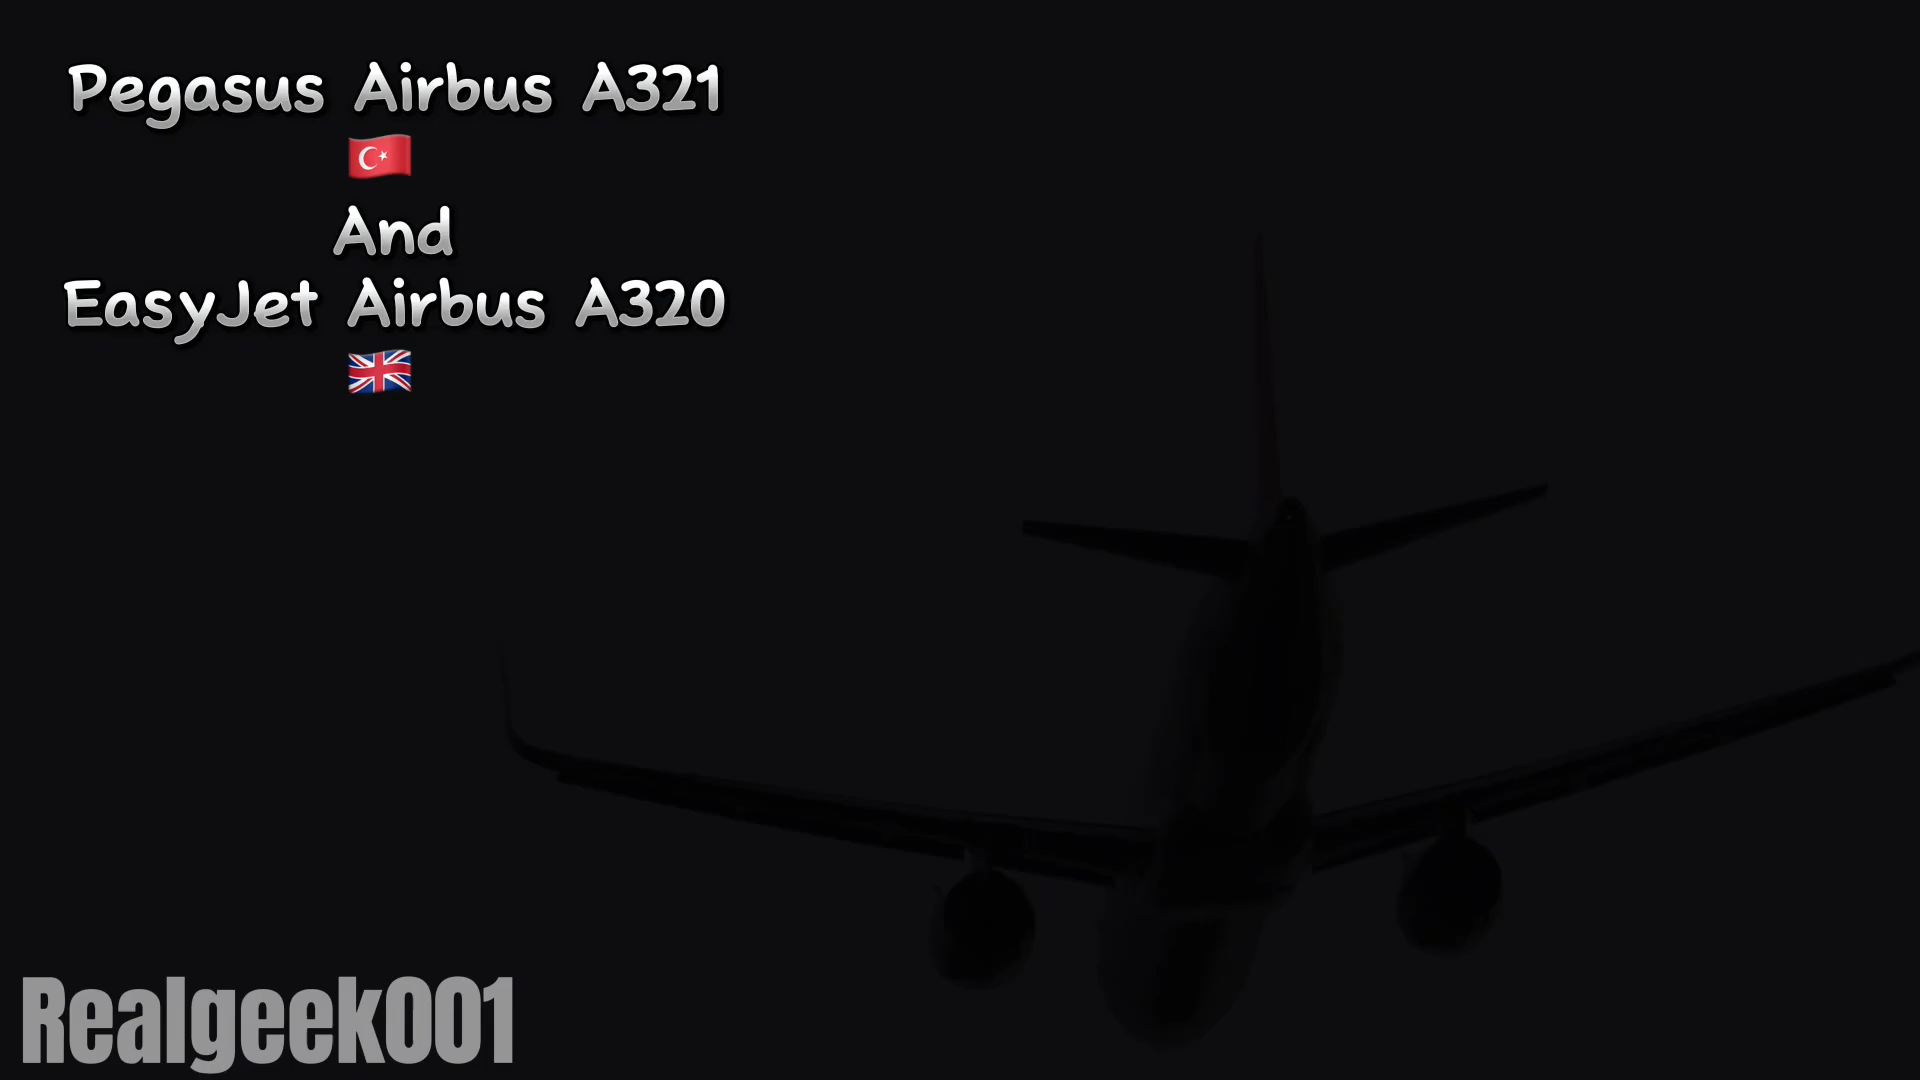 Pegasus Airbus A321
🇹🇷
And
EasyJet Airbus A320
🇬🇧
Realgeek001